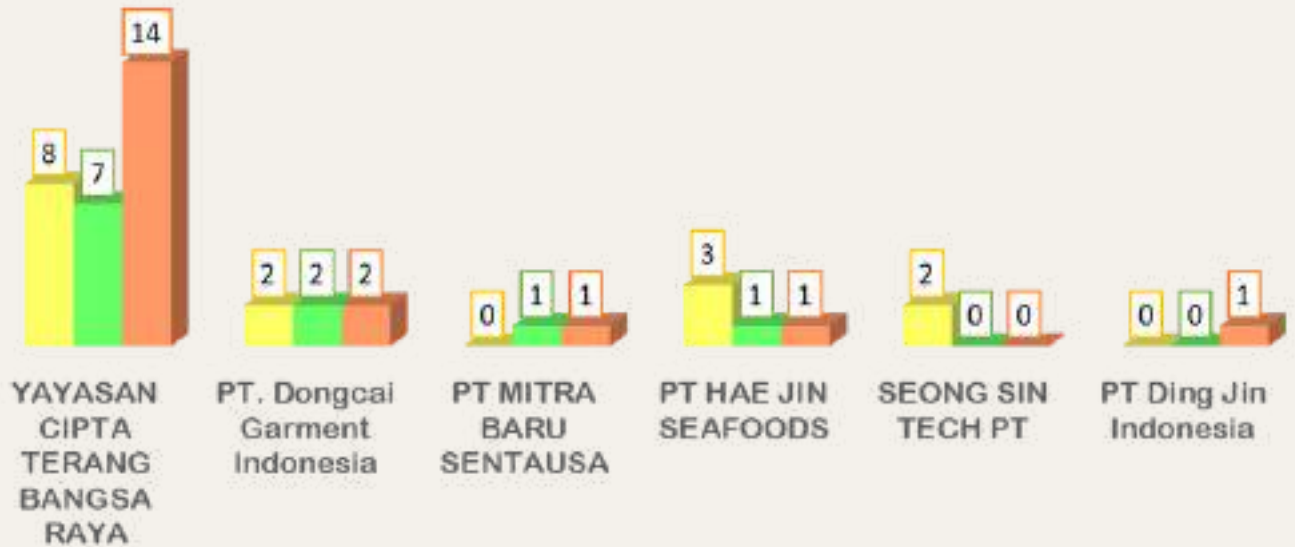 8
7
14
2
2
2
0
1
1
3
1
1
2
0
0
0
0
1
YAYASAN
CIPTA
TERANG
BANGSA
RAYA
PT. Dongcai
Garment
Indonesia
PT MITRA
BARU
SENTAUSA
PT HAE JIN
SEAFOODS
SEONG SIN
TECH PT
PT Ding Jin
Indonesia